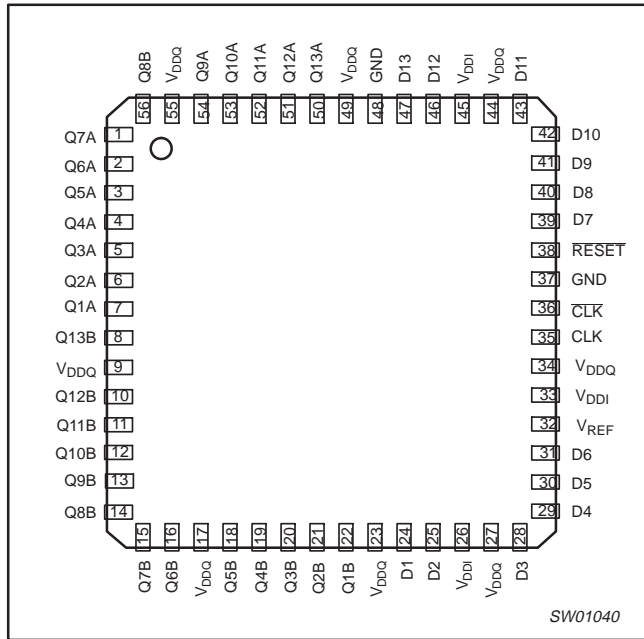 Q8B VDDQ Q9A Q10A Q11A Q12A Q13A VDDQ GND D13 D12 VDDI VDDQ D11
56 55 54 53 52 51 50 49 48 47 46 45 44 43
Q7A 1 42 D10
Q6A 2 41 D9
Q5A 3 40 D8
Q4A 4 39 D7
Q3A 5 38 RESET
Q2A 6 37 GND
Q1A 7 36 CLK
Q13B 8 35 CLK
VDDQ 9 34 VDDQ
Q12B 10 33 VDDI
Q11B 11 32 VREF
Q10B 12 31 D6
Q9B 13 30 D5
Q8B 14 29 D4
15 16 17 18 19 20 21 22 23 24 25 26 27 28
Q7B Q6B VDDQ Q5B Q4B Q3B Q2B Q1B VDDQ D1 D2 VDDI VDDQ D3
SW01040